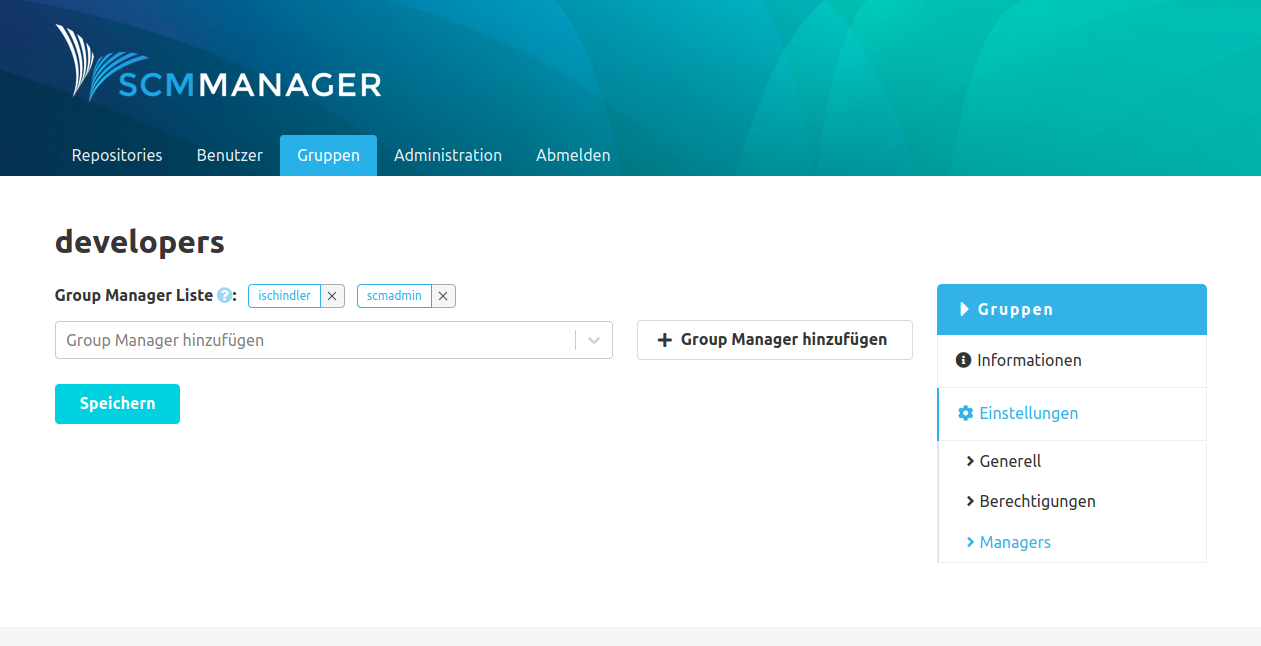 SCMMANAGER
Repositories Benutzer Gruppen Administration Abmelden
developers
Group Manager Liste ?: ischindler × scmadmin ×
Group Manager hinzufügen
+ Group Manager hinzufügen
Speichern
Gruppen
Informationen
Einstellungen
Generell
Berechtigungen
Managers